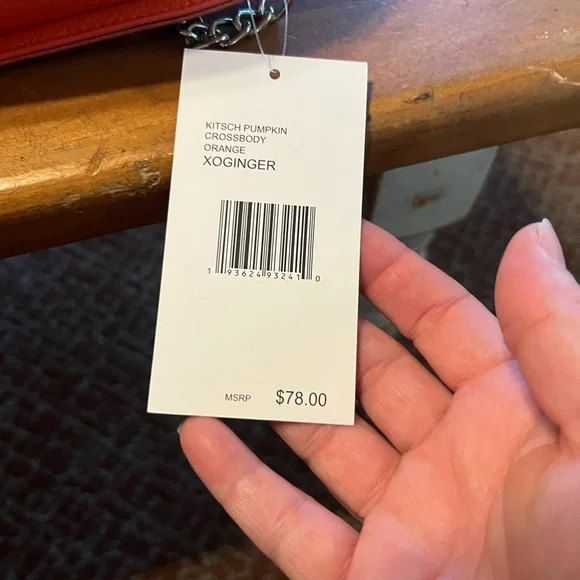 KITSCH PUMPKIN
CROSSBODY
ORANGE
XOGINGER
1 93624 93241 0
MSRP $78.00